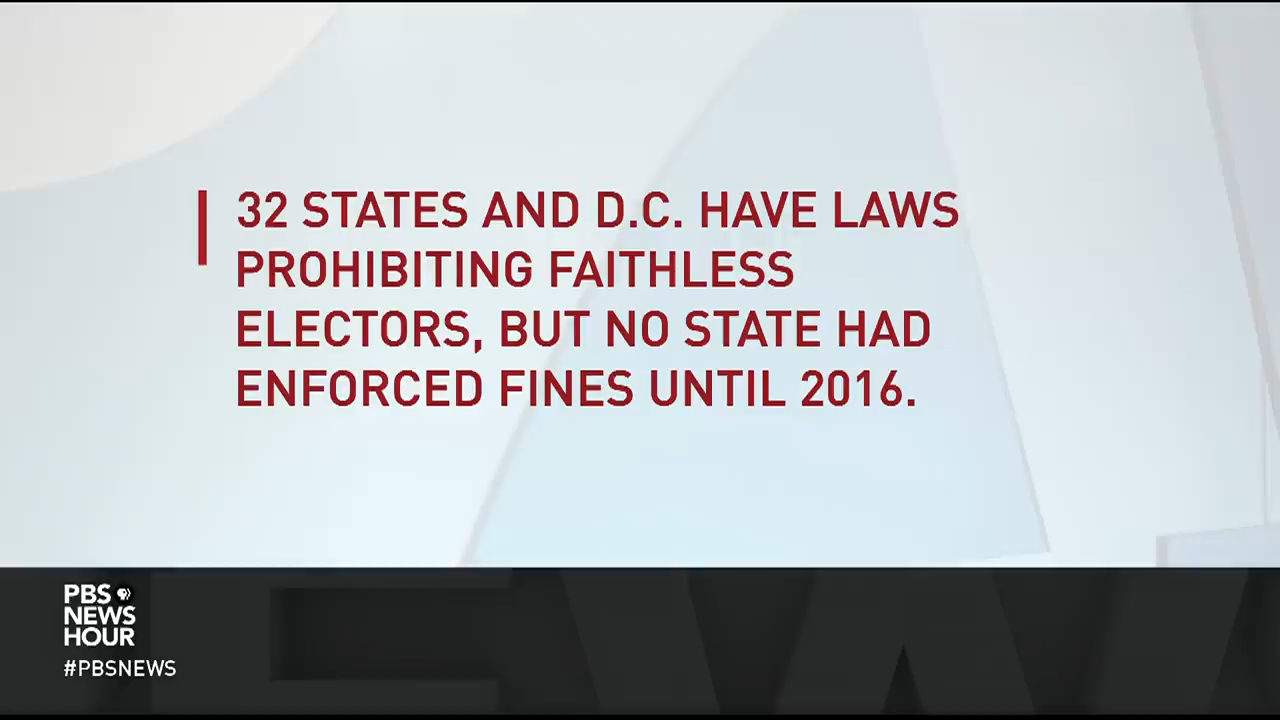 32 STATES AND D.C. HAVE LAWS
PROHIBITING FAITHLESS
ELECTORS, BUT NO STATE HAD
ENFORCED FINES UNTIL 2016.
PBS
NEWS
HOUR
#PBSNEWS